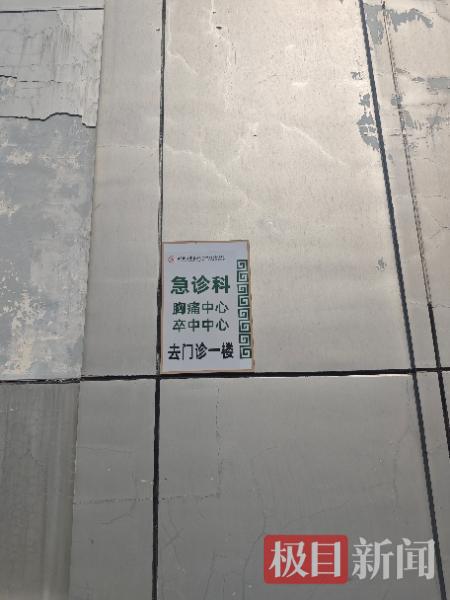 急诊科
胸痛中心
卒中中心
去门诊一楼
极目新闻